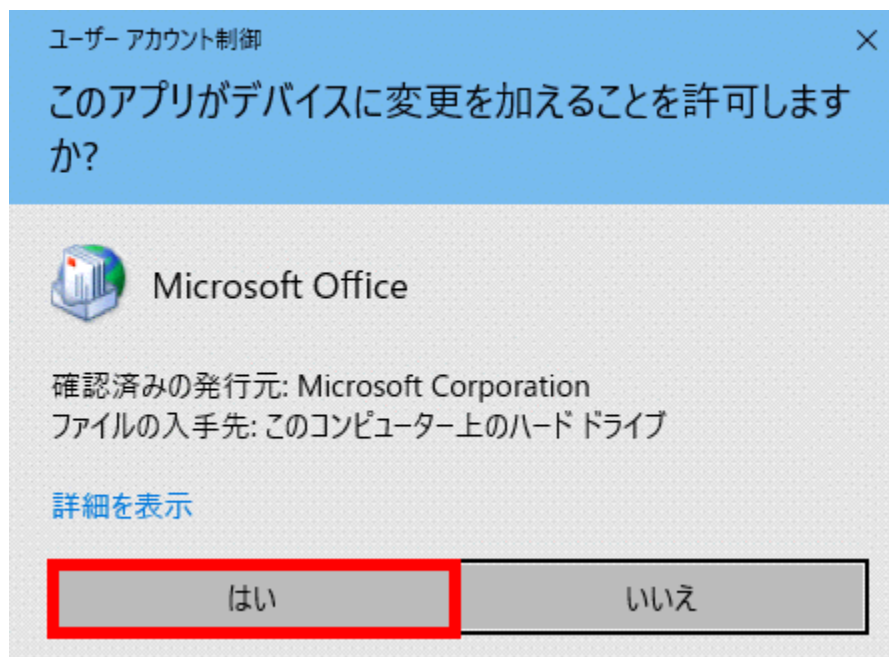 ユーザー アカウント制御
このアプリがデバイスに変更を加えることを許可します
か?
Microsoft Office
確認済みの発行元: Microsoft Corporation
ファイルの入手先: このコンピューター上のハード ドライブ
詳細を表示
はい
いいえ